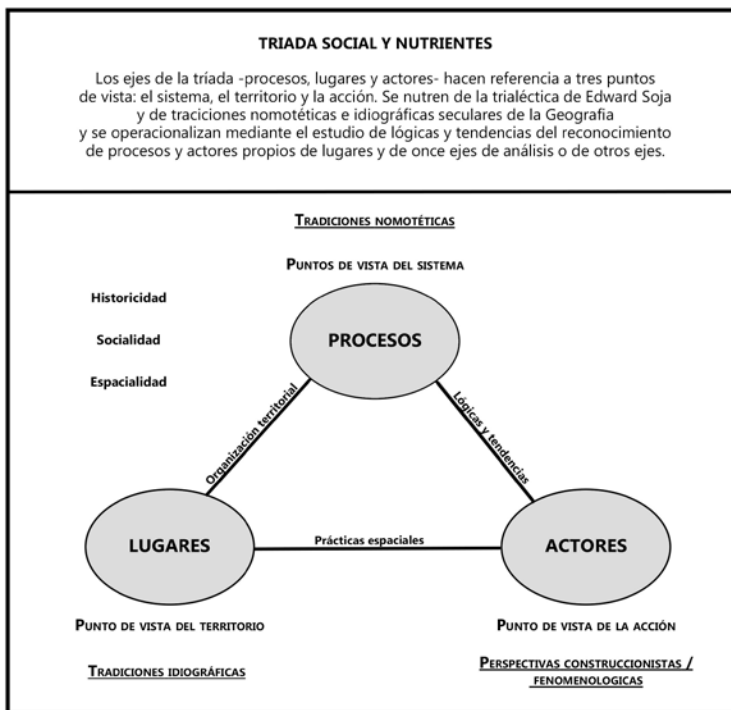 TRIADA SOCIAL Y NUTRIENTES
Los ejes de la tríada -procesos, lugares y actores- hacen referencia a tres puntos
de vista: el sistema, el territorio y la acción. Se nutren de la trialéctica de Edward Soja
y de traciciones nomotéticas e idiográficas seculares de la Geografia
y se operacionalizan mediante el estudio de lógicas y tendencias del reconocimiento
de procesos y actores propios de lugares y de once ejes de análisis o de otros ejes.
TRADICIONES NOMOTÉTICAS
PUNTOS DE VISTA DEL SISTEMA
Historicidad
Socialidad
Espacialidad
PROCESOS
Organización territorial
Lógicas y tendencias
LUGARES
Prácticas espaciales
ACTORES
PUNTO DE VISTA DEL TERRITORIO
PUNTO DE VISTA DE LA ACCIÓN
TRADICIONES IDIOGRÁFICAS
PERSPECTIVAS CONSTRUCCIONISTAS /
FENOMENOLOGICAS